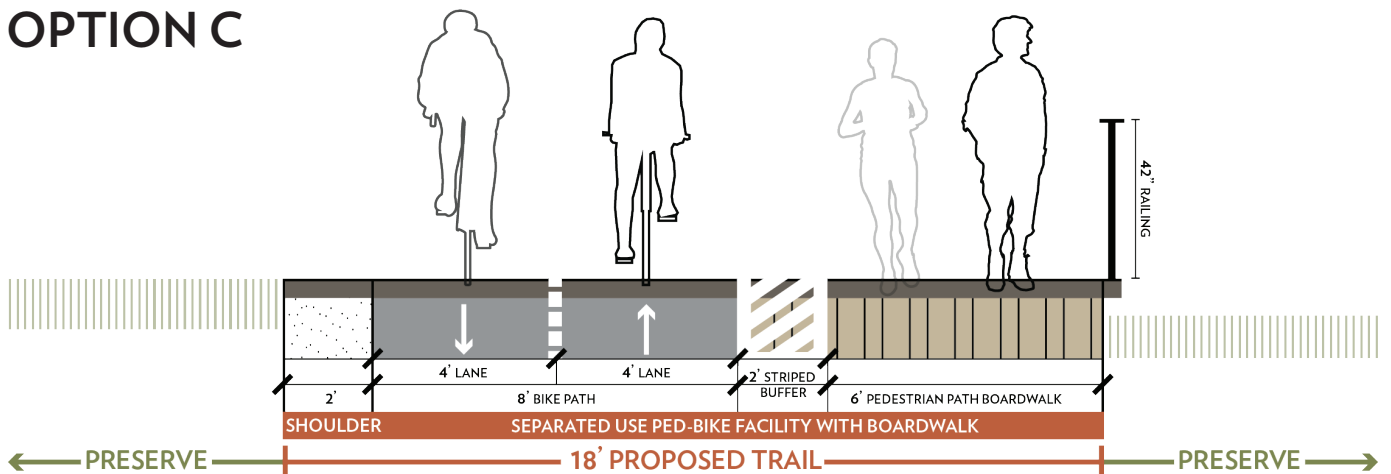 OPTION C
42” RAILING
4’ LANE
4’ LANE
2’ STRIPED
BUFFER
2’
8’ BIKE PATH
6’ PEDESTRIAN PATH BOARDWALK
SHOULDER
SEPARATED USE PED-BIKE FACILITY WITH BOARDWALK
PRESERVE
18’ PROPOSED TRAIL
PRESERVE